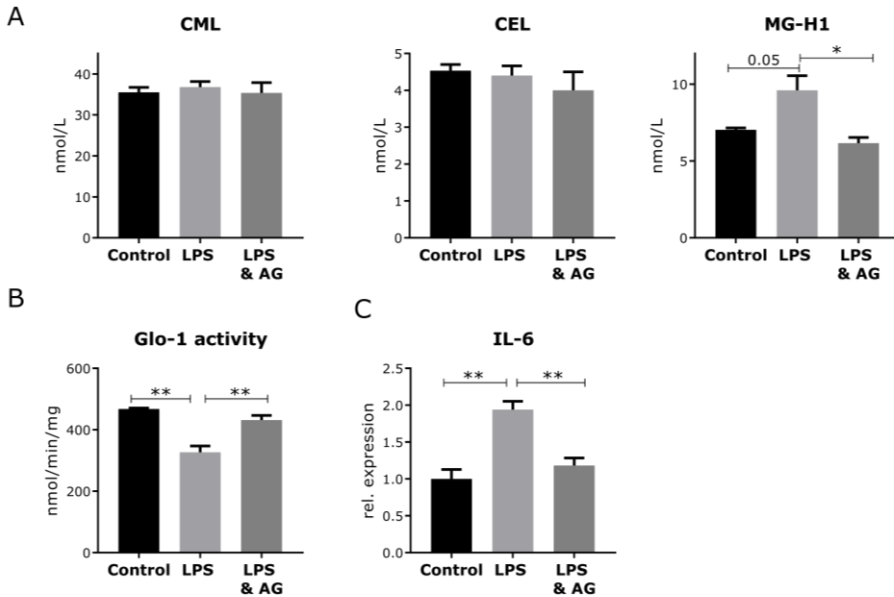 A
CML
nmol/L
40
30
20
10
0
Control LPS LPS
& AG
CEL
nmol/L
5
4
3
2
1
0
Control LPS LPS
& AG
MG-H1
0.05 *
nmol/L
10
5
0
Control LPS LPS
& AG
B
Glo-1 activity
** **
nmol/min/mg
600
400
200
0
Control LPS LPS
& AG
C
IL-6
** **
rel. expression
2.5
2.0
1.5
1.0
0.5
0.0
Control LPS LPS
& AG